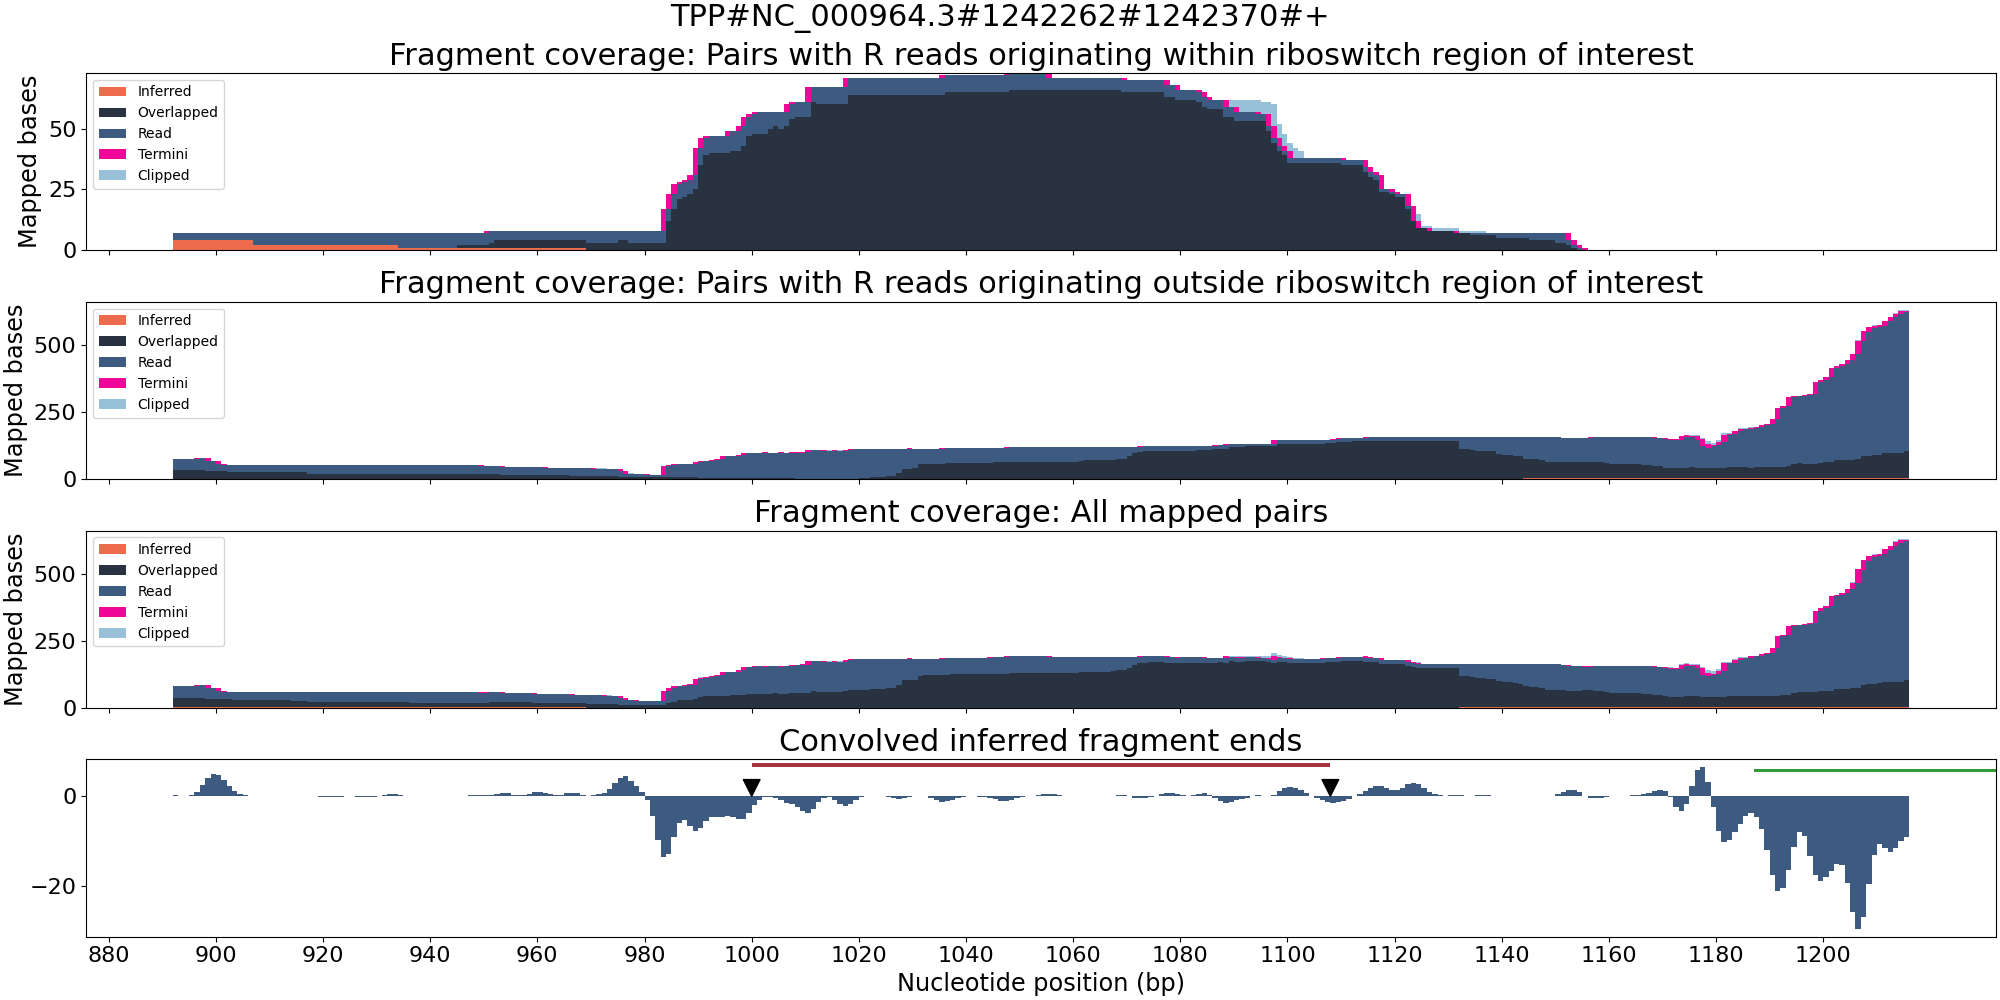 TPP#NC_000964.3#1242262#1242370#+
Fragment coverage: Pairs with R reads originating within riboswitch region of interest
Mapped bases
50
25
0
Inferred
Overlapped
Read
Termini
Clipped
Fragment coverage: Pairs with R reads originating outside riboswitch region of interest
Mapped bases
500
250
0
Inferred
Overlapped
Read
Termini
Clipped
Fragment coverage: All mapped pairs
Mapped bases
500
250
0
Inferred
Overlapped
Read
Termini
Clipped
Convolved inferred fragment ends
0
−20
880 900 920 940 960 980 1000 1020 1040 1060 1080 1100 1120 1140 1160 1180 1200
Nucleotide position (bp)